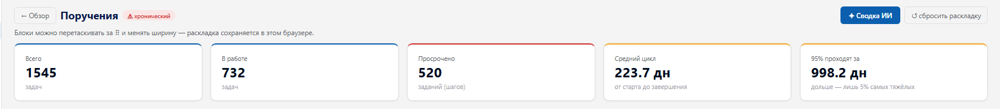 ← Обзор Поручения ⚠ хронический ✦ Сводка ИИ ↺ сбросить раскладку
Блоки можно перетаскивать за ⠿ и менять ширину — раскладка сохраняется в этом браузере.
Всего
1545
задач
В работе
732
задач
Просрочено
520
заданий (шагов)
Средний цикл
223.7 дн
от старта до завершения
95% проходят за
998.2 дн
дольше — лишь 5% самых тяжёлых